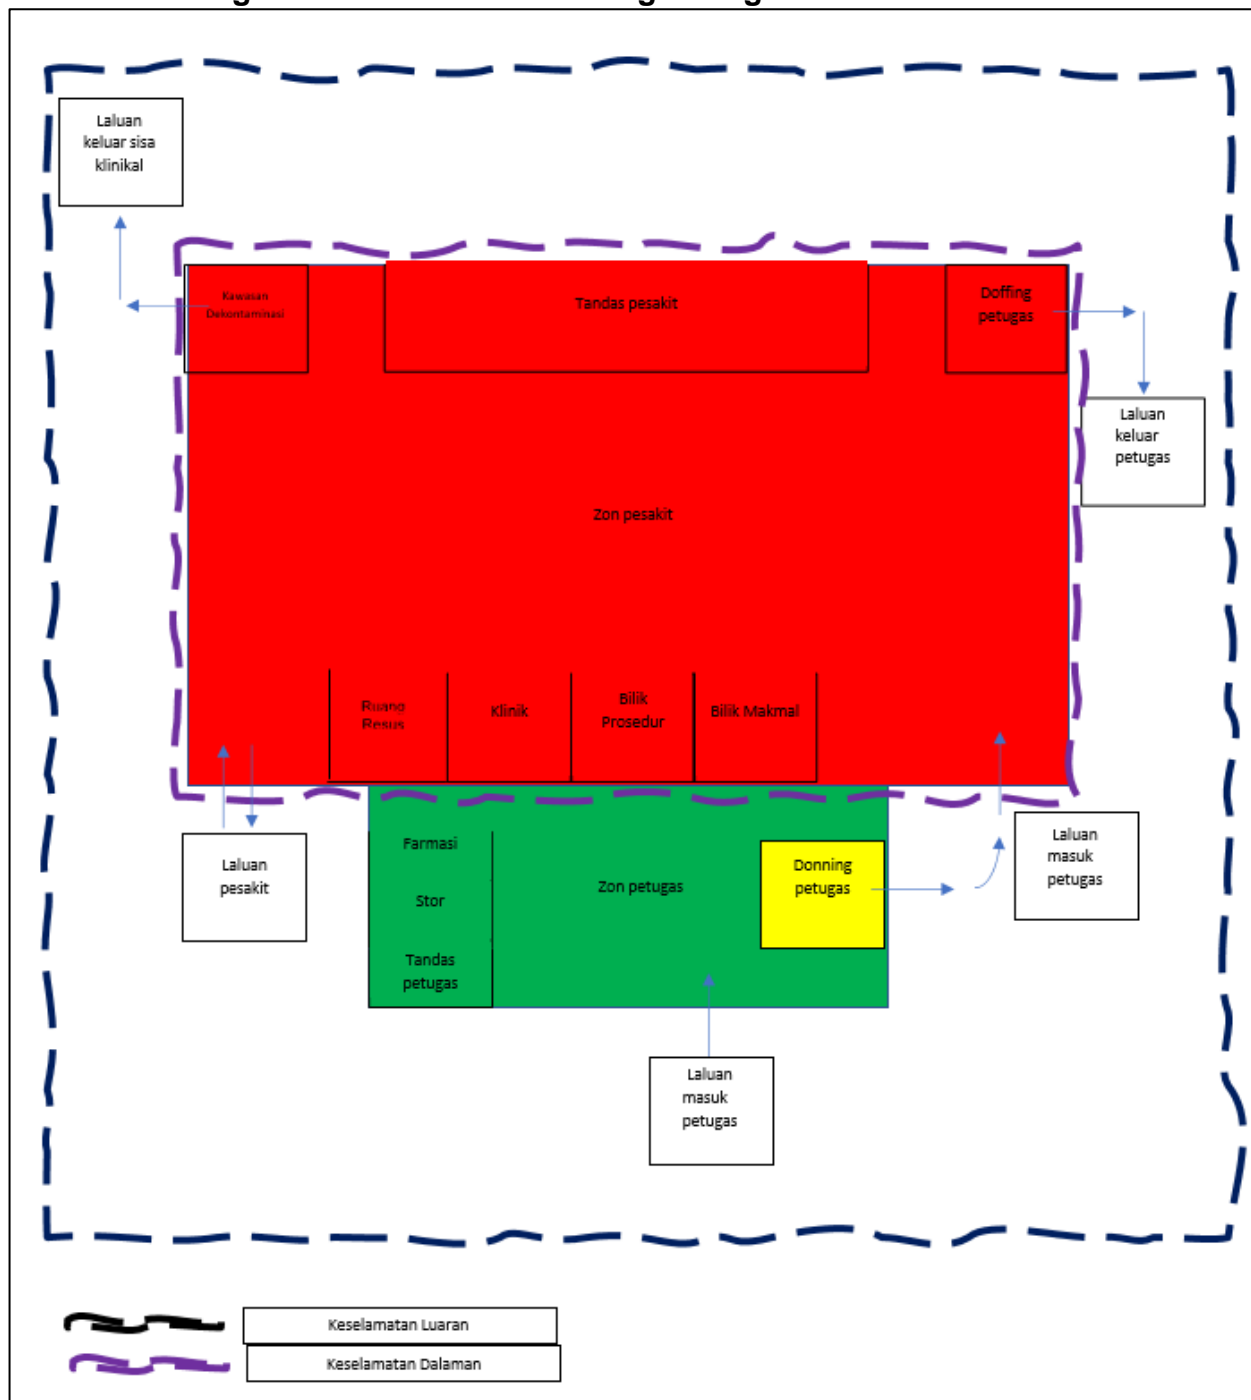 Laluan
keluar sisa
klinikal
Kawasan
Dekontaminasi
Tandas pesakit
Doffing
petugas
Laluan
keluar
petugas
Zon pesakit
Ruang
Resus
Klinik
Bilik
Prosedur
Bilik Makmal
Laluan
pesakit
Farmasi
Stor
Tandas
petugas
Zon petugas
Donning
petugas
Laluan
masuk
petugas
Laluan
masuk
petugas
Keselamatan Luaran
Keselamatan Dalaman